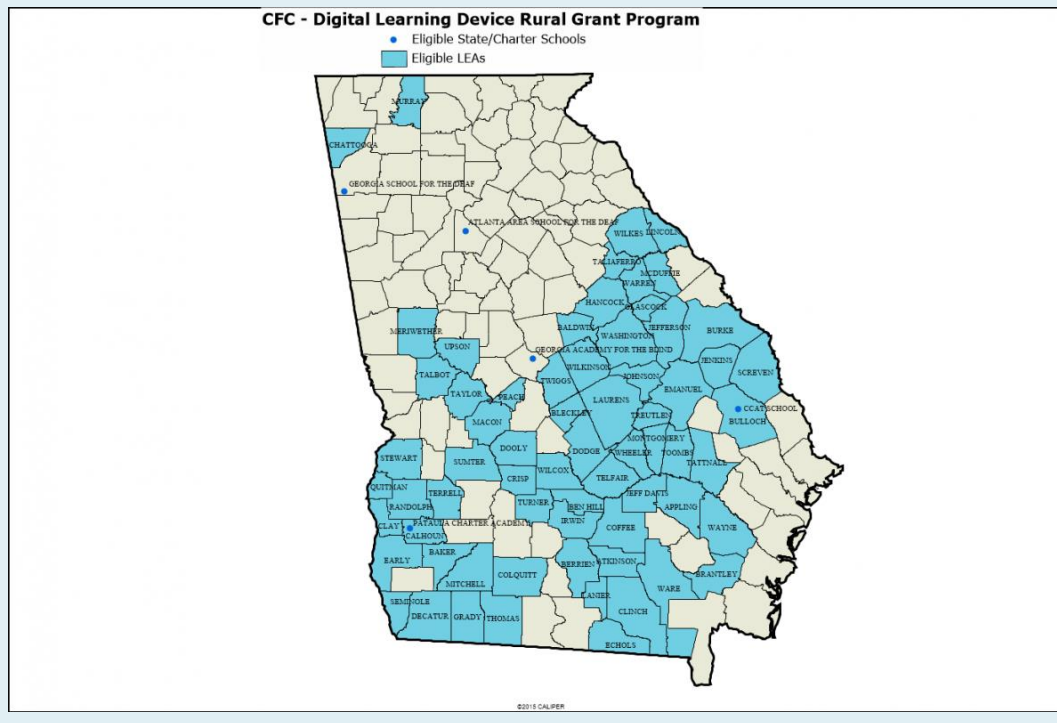 CFC - Digital Learning Device Rural Grant Program
Eligible State/Charter Schools
Eligible LEAs
MURRAY
CHATTOOGA
GEORGIA SCHOOL FOR THE DEAF
ATLANTA AREA SCHOOL FOR THE DEAF
WILKES
LINCOLN
TALIAFERRO
MCDUFFIE
WARREN
HANCOCK
GLASCOCK
MERIWETHER
BALDWIN
WASHINGTON
JEFFERSON
BURKE
UPSON
GEORGIA ACADEMY FOR THE BLIND
WILKINSON
JENKINS
SCREVEN
TALBOT
TWIGGS
JOHNSON
EMANUEL
TAYLOR
PEACH
LAURENS
CCAT SCHOOL
BLECKLEY
TREUTLEN
BULLOCH
MACON
MONTGOMERY
DOOLY
DODGE
WHEELER
TOOMBS
TATTNALL
STEWART
SUMTER
CRISP
WILCOX
TELFAIR
QUITMAN
TERRELL
JEFF DAVIS
RANDOLPH
TURNER
BEN HILL
APPLING
IRWIN
COFFEE
WAYNE
CLAY
PATAULA CHARTER ACADEMY
CALHOUN
BAKER
EARLY
BERRIEN
ATKINSON
COLQUITT
BRANTLEY
MITCHELL
WARE
LANIER
SEMINOLE
CLINCH
DECATUR
GRADY
THOMAS
ECHOLS
©2015 CALIPER